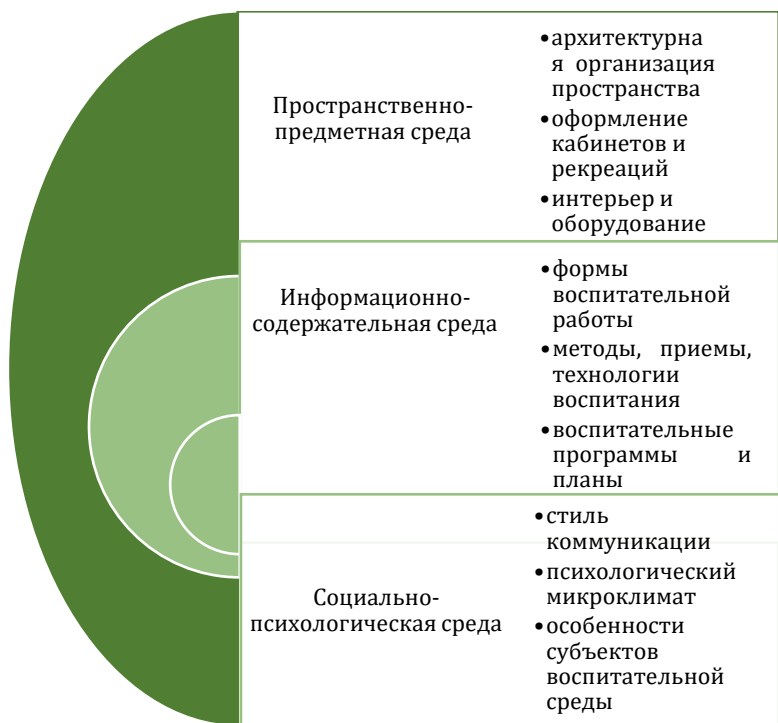 Пространственно-
предметная среда
•архитектурна
я организация
пространства
•оформление
кабинетов и
рекреаций
•интерьер и
оборудование
Информационно-
содержательная среда
•формы
воспитательной
работы
•методы, приемы,
технологии
воспитания
•воспитательные
программы и
планы
Социально-
психологическая среда
•стиль
коммуникации
•психологический
микроклимат
•особенности
субъектов
воспитательной
среды